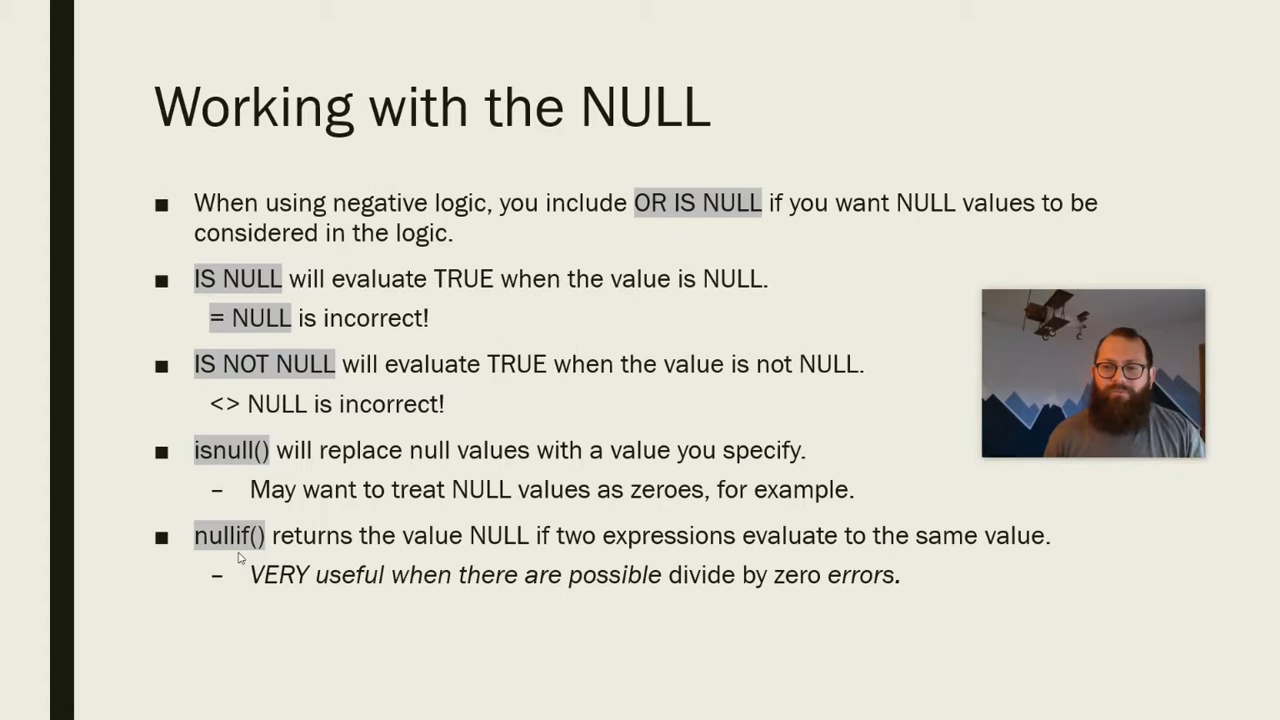 Working with the NULL
■ When using negative logic, you include OR IS NULL if you want NULL values to be
considered in the logic.
■ IS NULL will evaluate TRUE when the value is NULL.
= NULL is incorrect!
■ IS NOT NULL will evaluate TRUE when the value is not NULL.
<> NULL is incorrect!
■ isnull() will replace null values with a value you specify.
– May want to treat NULL values as zeroes, for example.
■ nullif() returns the value NULL if two expressions evaluate to the same value.
– VERY useful when there are possible divide by zero errors.